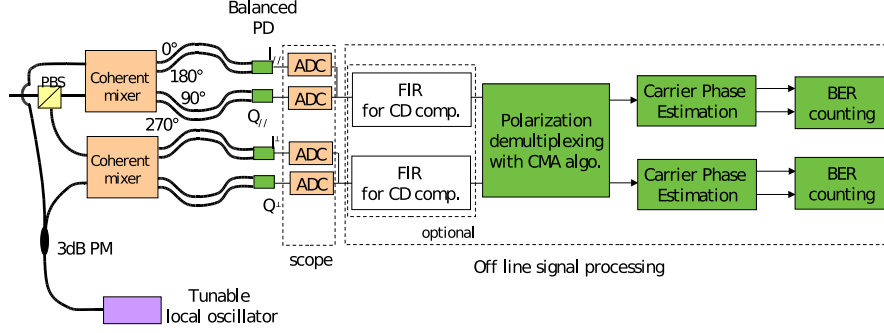 Balanced
PD
0°
180°
90°
270°
PBS
Coherent
mixer
Coherent
mixer
I//
Q//
I⊥
Q⊥
ADC
ADC
ADC
ADC
scope
FIR
for CD comp.
FIR
for CD comp.
optional
Polarization
demultiplexing
with CMA algo.
Carrier Phase
Estimation
Carrier Phase
Estimation
BER
counting
BER
counting
3dB PM
Tunable
local oscillator
Off line signal processing